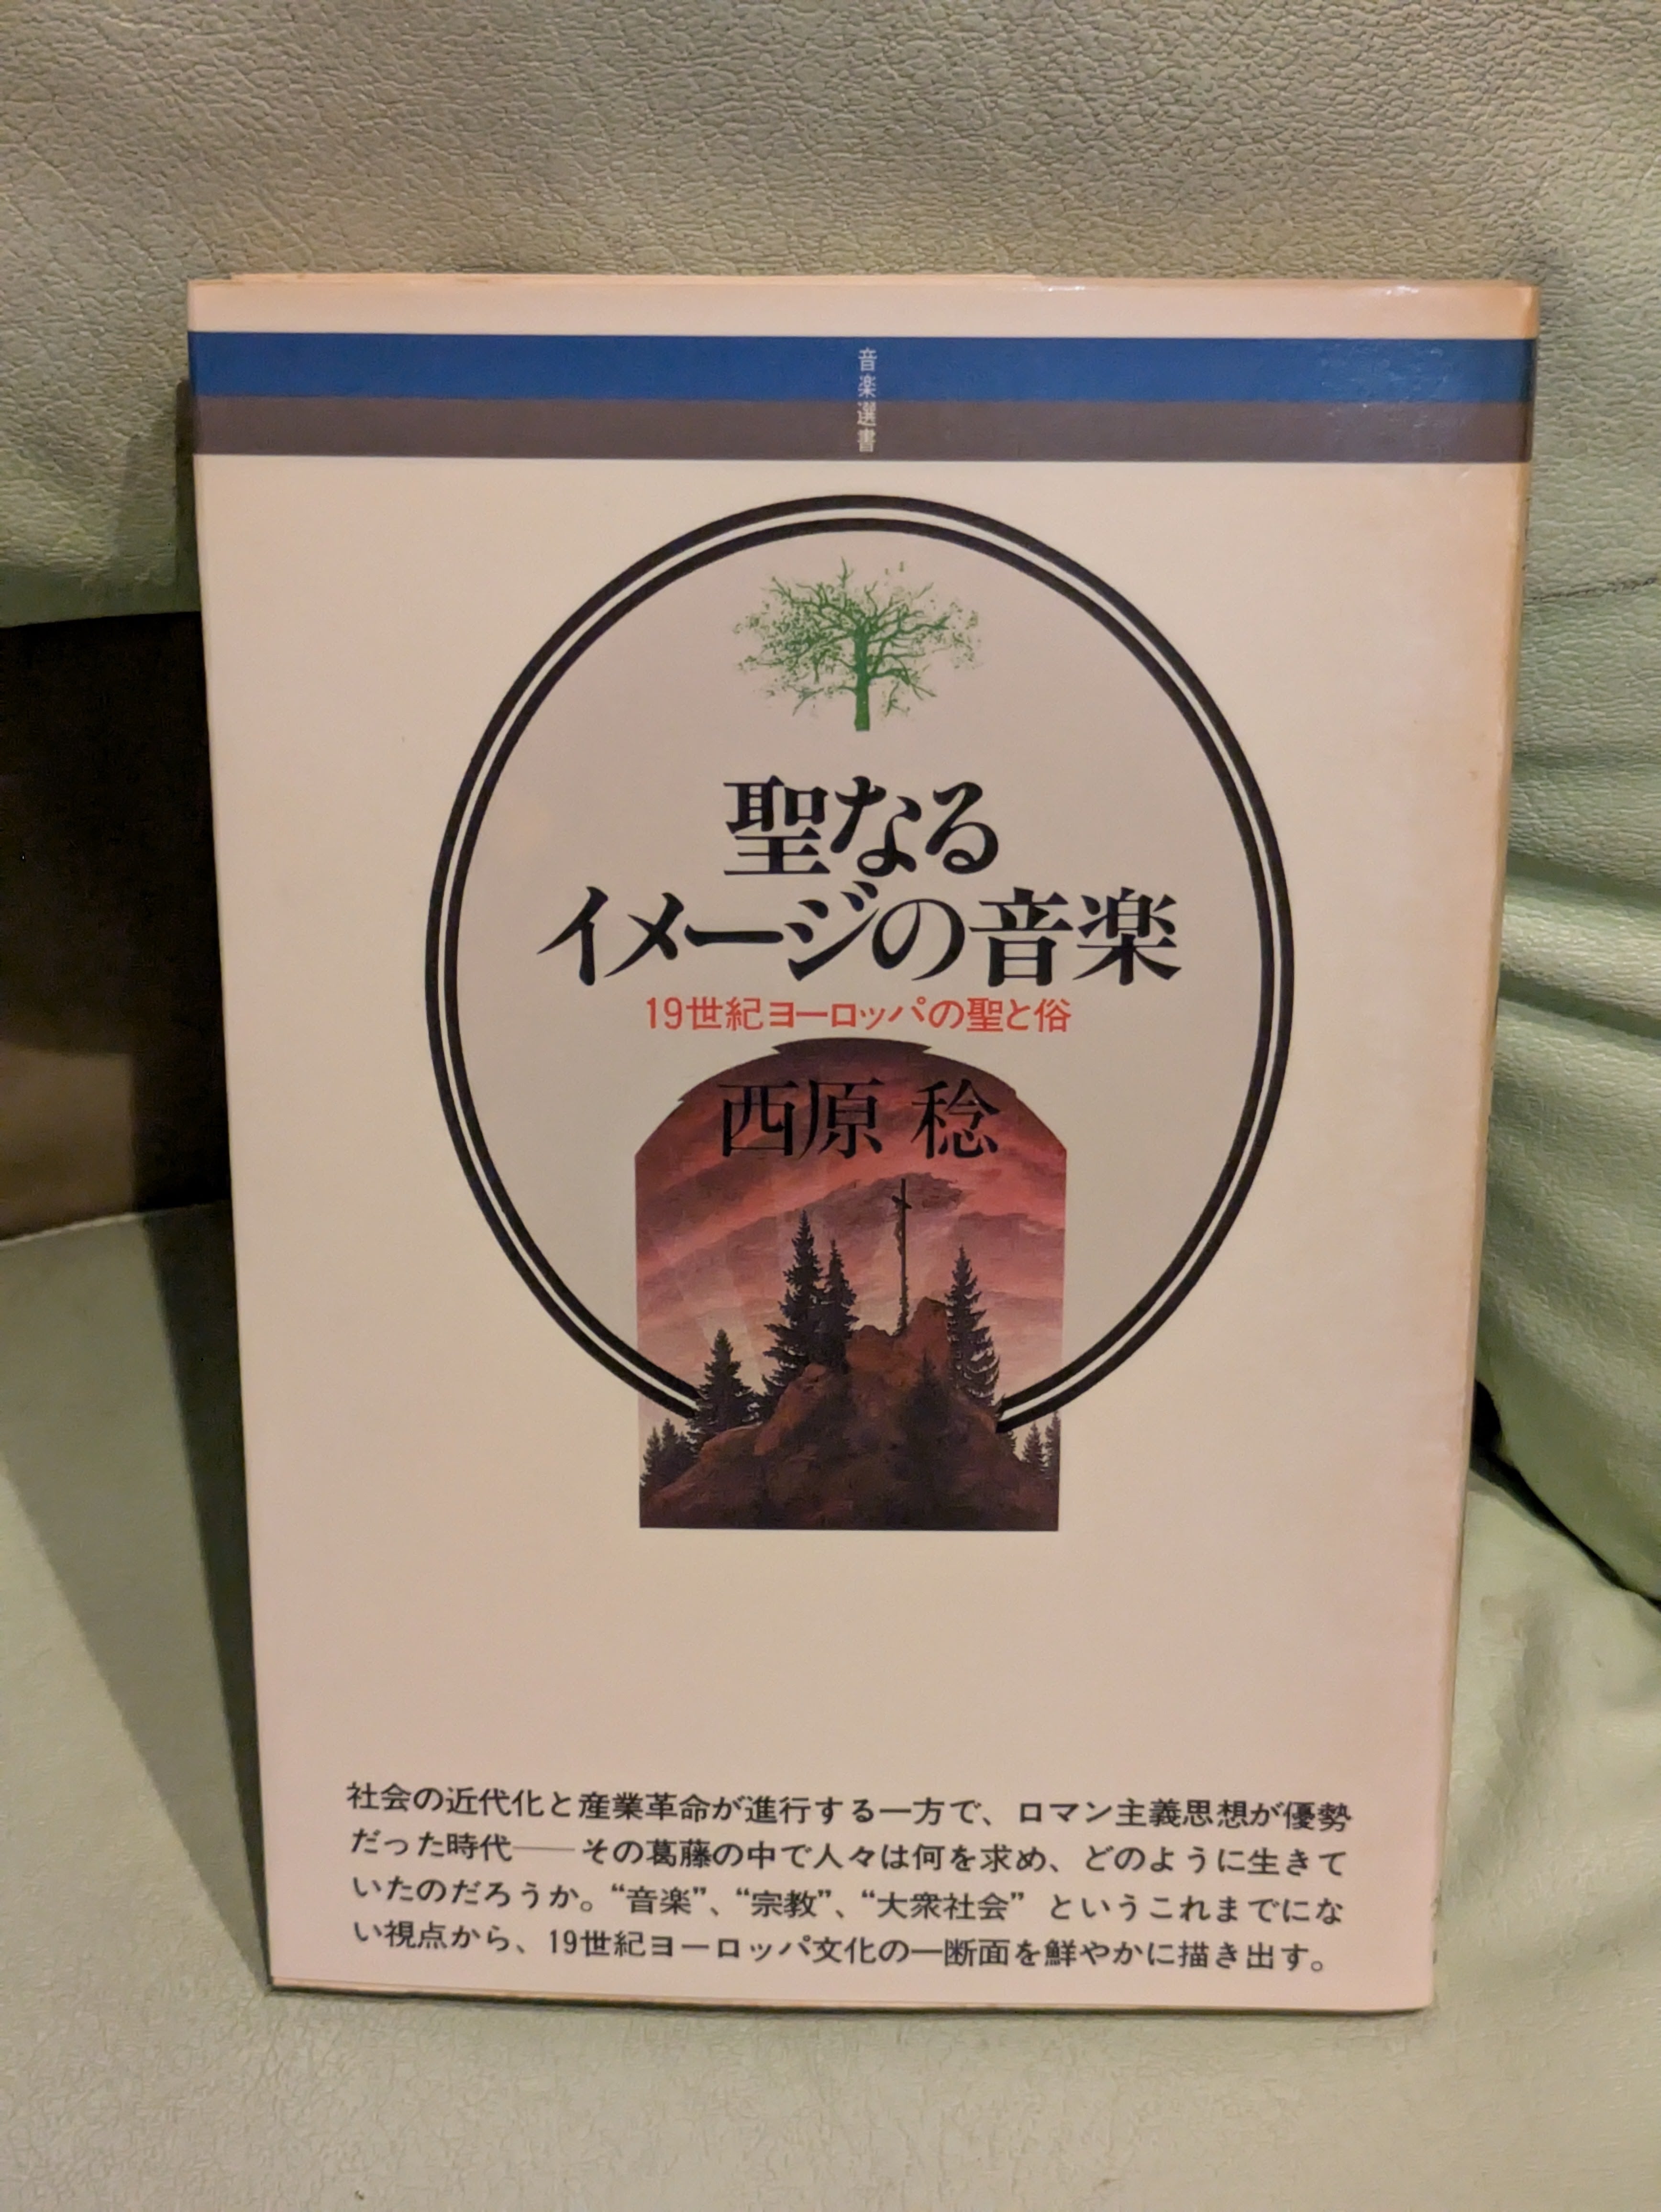 音楽選書
聖なる
イメージの音楽
19世紀ヨーロッパの聖と俗
西原 稔
社会の近代化と産業革命が進行する一方で、ロマン主義思想が優勢
だった時代──その葛藤の中で人々は何を求め、どのように生きて
いたのだろうか。“音楽”、“宗教”、“大衆社会” というこれまでにな
い視点から、19世紀ヨーロッパ文化の一断面を鮮やかに描き出す。